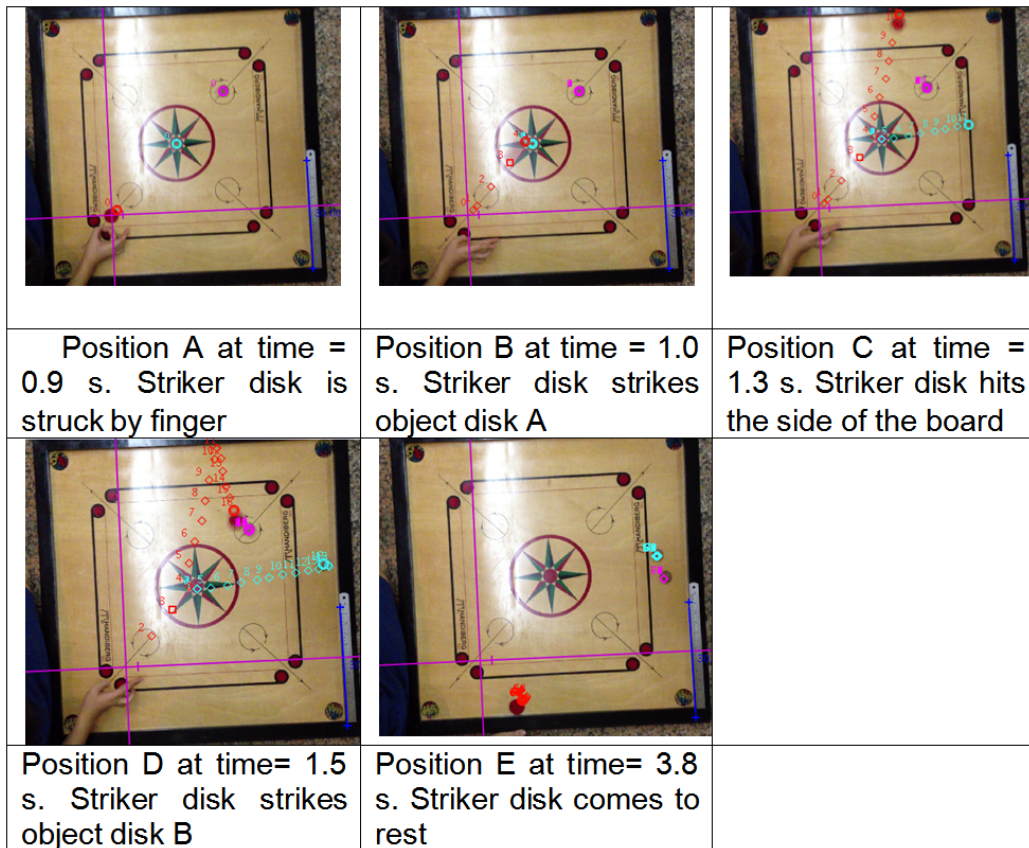 Position A at time =
0.9 s. Striker disk is
struck by finger
Position B at time = 1.0
s. Striker disk strikes
object disk A
Position C at time =
1.3 s. Striker disk hits
the side of the board
Position D at time= 1.5
s. Striker disk strikes
object disk B
Position E at time= 3.8
s. Striker disk comes to
rest